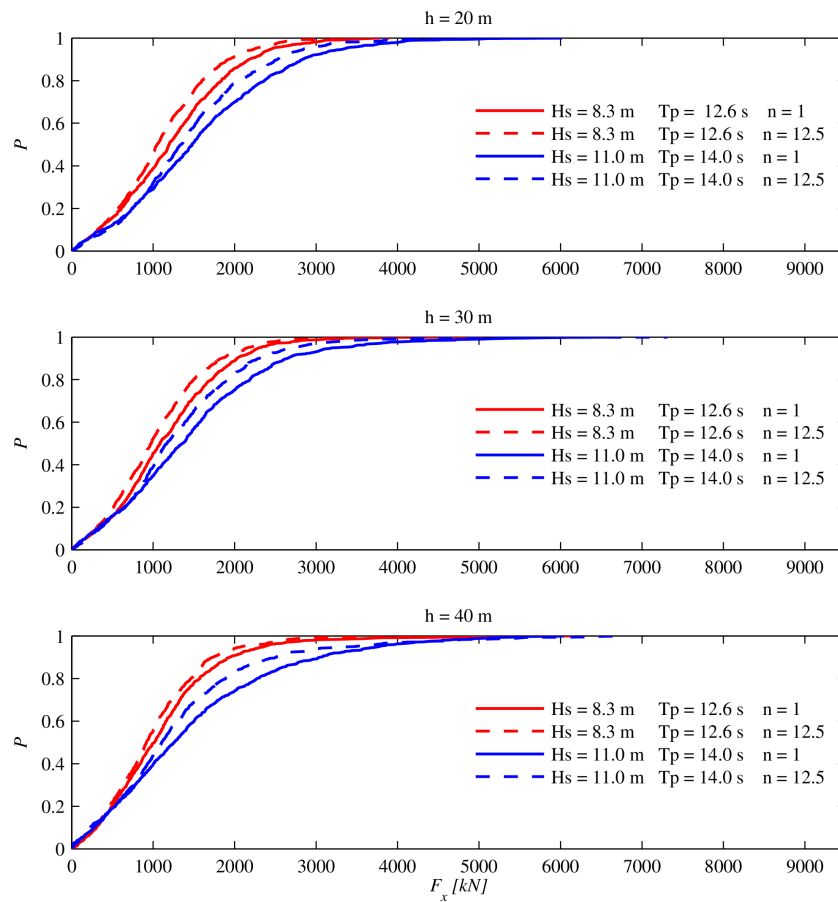 h = 20 m
1
0.8
0.6
0.4
0.2
0
P
Hs = 8.3 m Tp = 12.6 s n = 1
Hs = 8.3 m Tp = 12.6 s n = 12.5
Hs = 11.0 m Tp = 14.0 s n = 1
Hs = 11.0 m Tp = 14.0 s n = 12.5
0 1000 2000 3000 4000 5000 6000 7000 8000 9000
h = 30 m
1
0.8
0.6
0.4
0.2
0
P
Hs = 8.3 m Tp = 12.6 s n = 1
Hs = 8.3 m Tp = 12.6 s n = 12.5
Hs = 11.0 m Tp = 14.0 s n = 1
Hs = 11.0 m Tp = 14.0 s n = 12.5
0 1000 2000 3000 4000 5000 6000 7000 8000 9000
h = 40 m
1
0.8
0.6
0.4
0.2
0
P
Hs = 8.3 m Tp = 12.6 s n = 1
Hs = 8.3 m Tp = 12.6 s n = 12.5
Hs = 11.0 m Tp = 14.0 s n = 1
Hs = 11.0 m Tp = 14.0 s n = 12.5
0 1000 2000 3000 4000 5000 6000 7000 8000 9000
F_x [kN]